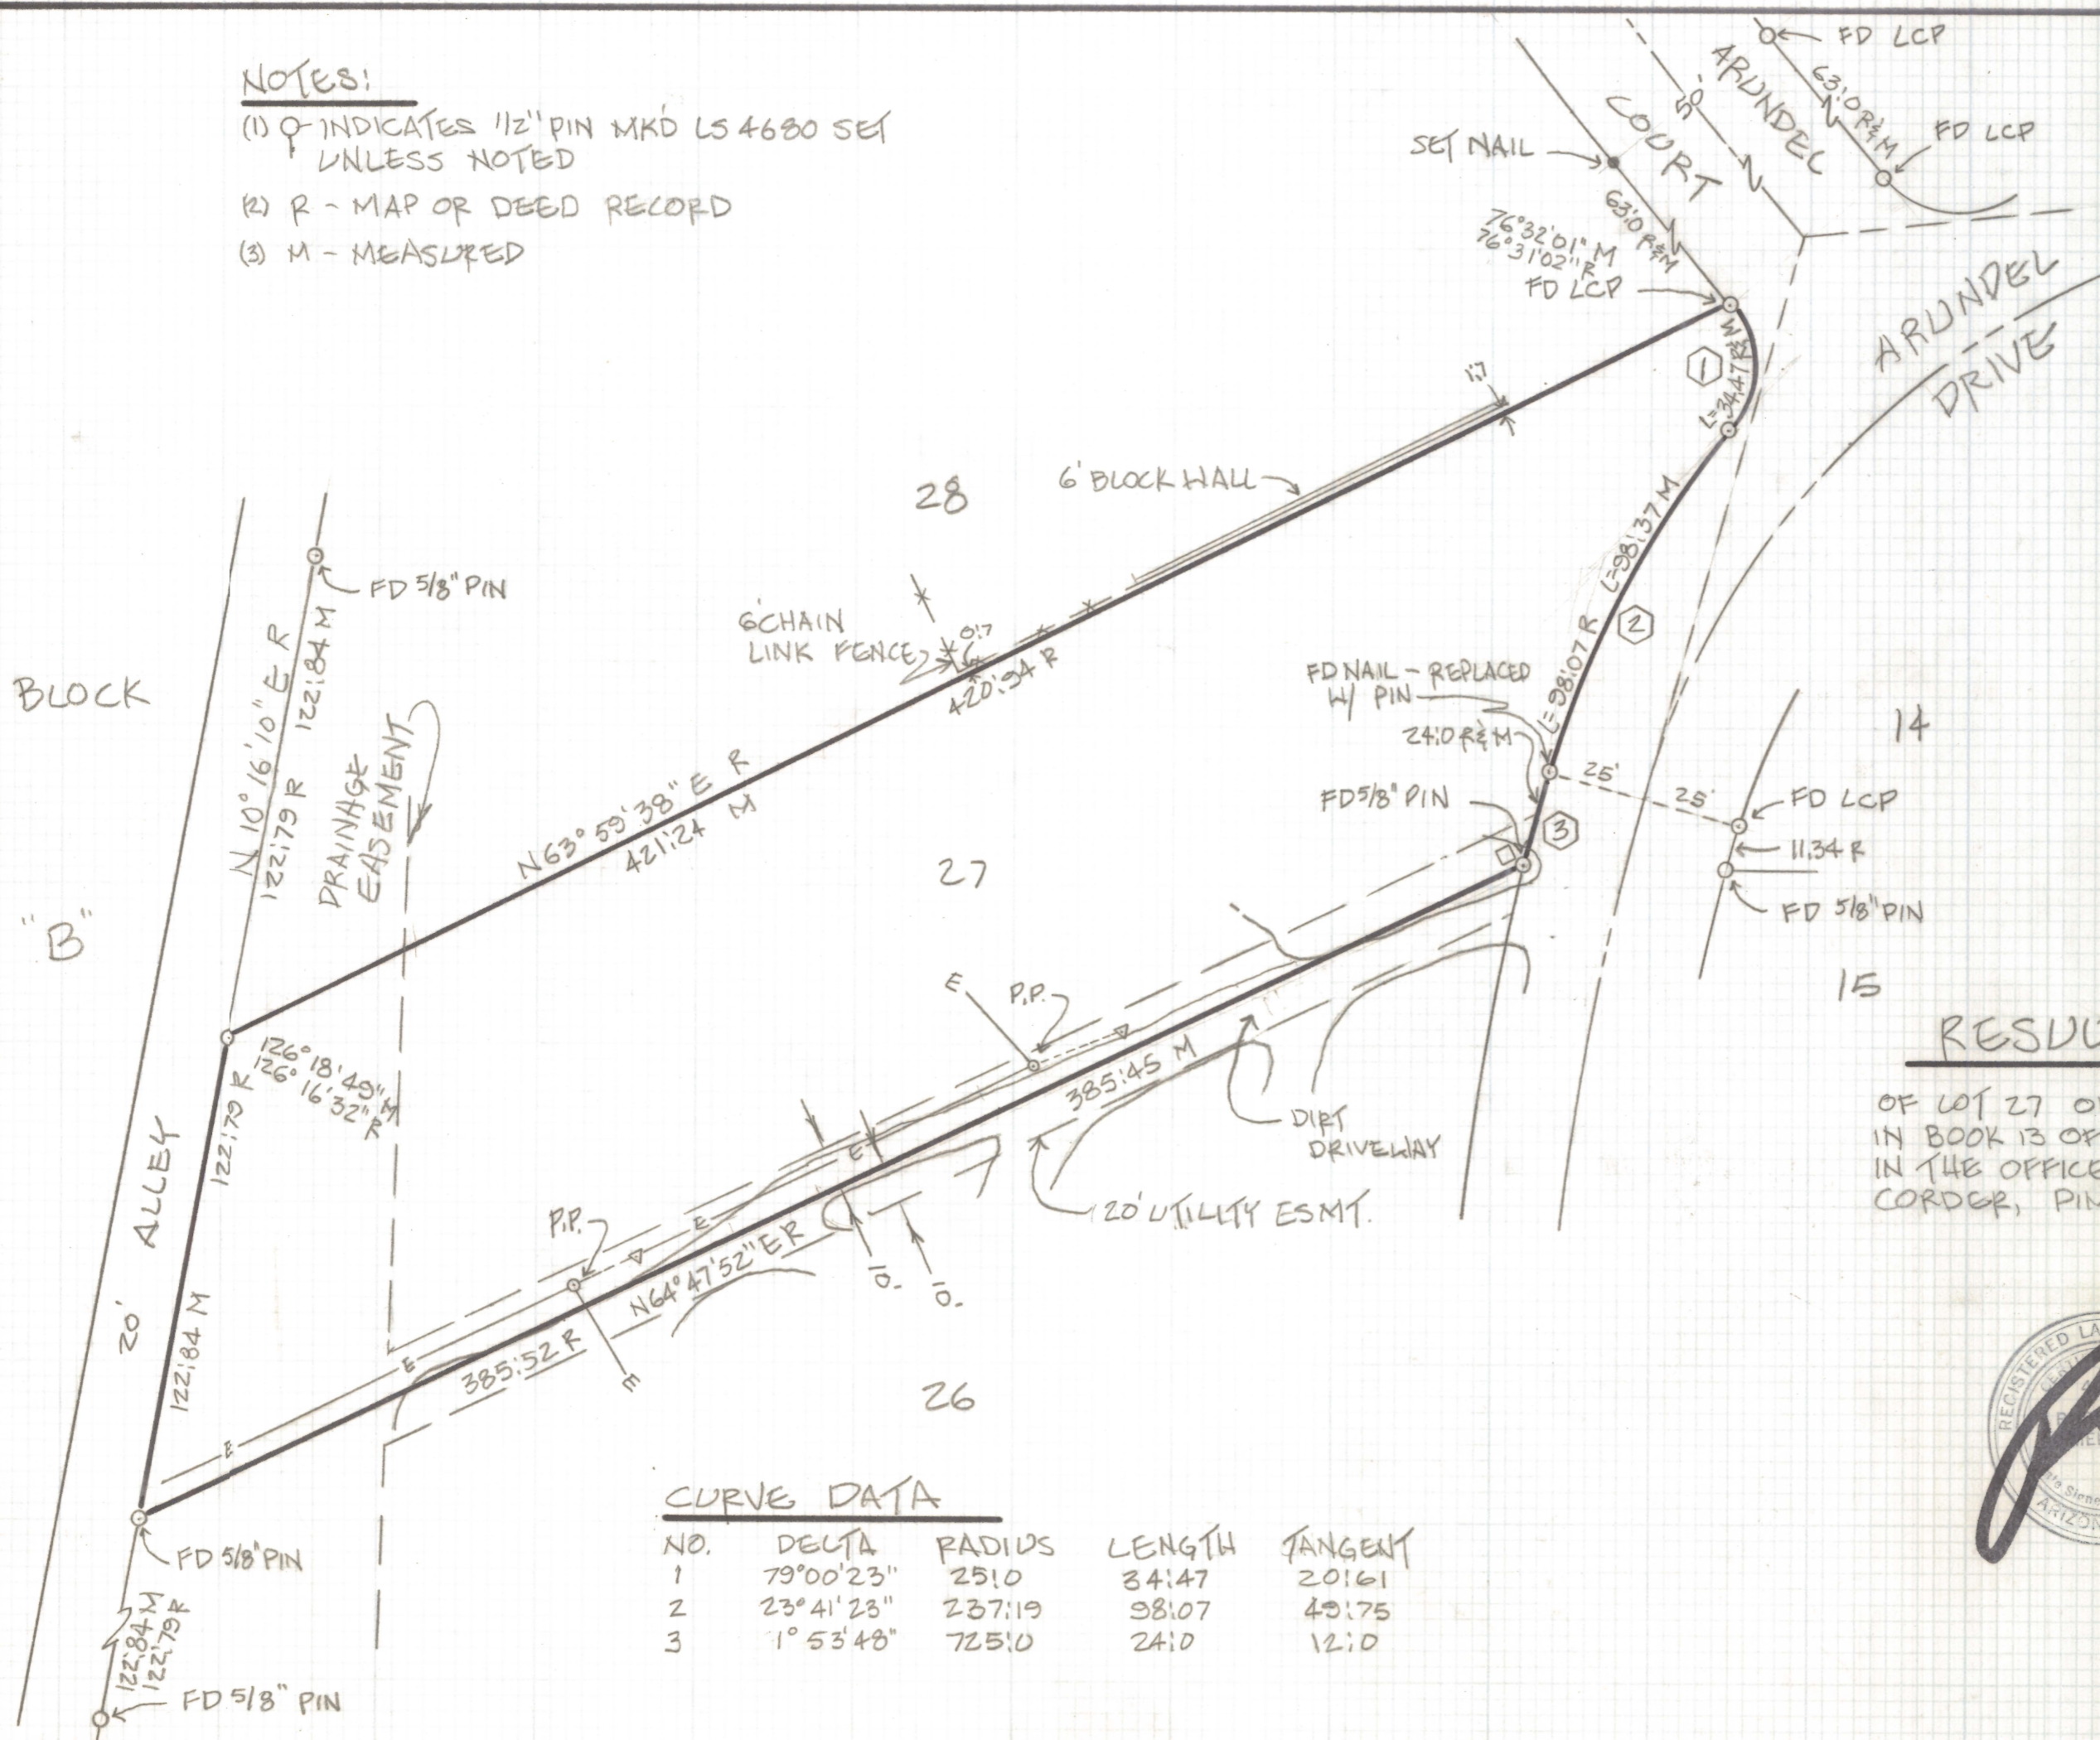 NOTES:
(1) INDICATES 1/2" PIN MKD LS 4680 SET
UNLESS NOTED
(2) R - MAP OR DEED RECORD
(3) M - MEASURED
FD LCP
63.0 R&M
FD LCP
ARUNDEL
COURT
50'
SET NAIL
63.0 R&M
76°32'01" M
76°31'02" R
FD LCP
ARUNDEL
DRIVE
1
L=34.47 R&M
1.7
6' BLOCK WALL
28
L=98.37 M
L=98.07 R
2
FD 5/8" PIN
6' CHAIN
LINK FENCE
0.7
420.94 R
N 10°16'10" E R
122.84 M
122.79 R
BLOCK
"B"
DRAINAGE
EASEMENT
FD NAIL - REPLACED
W/ PIN
24.0 R&M
FD 5/8" PIN
3
25'
25'
14
FD LCP
11.34 R
FD 5/8" PIN
15
N 63°59'38" E R
421.24 M
27
126°18'49" M
126°16'32" R
122.79 R
122.84 M
20' ALLEY
E
P.P.
385.45 M
DIRT
DRIVEWAY
20' UTILITY ESMT.
E
P.P.
E
10'
10'
N 64°47'52" E R
385.52 R
E
E
E
26
RESU
OF LOT 27 O
IN BOOK 13 OF
IN THE OFFICE
CORDER, PIN
REGISTERED LA
ARIZON
FD 5/8" PIN
122.84 M
122.79 R
FD 5/8" PIN
CURVE DATA
NO. DELTA RADIUS LENGTH TANGENT
1 79°00'23" 25.0 34.47 20.61
2 23°41'23" 237.19 98.07 49.75
3 1°53'48" 725.0 24.0 12.0